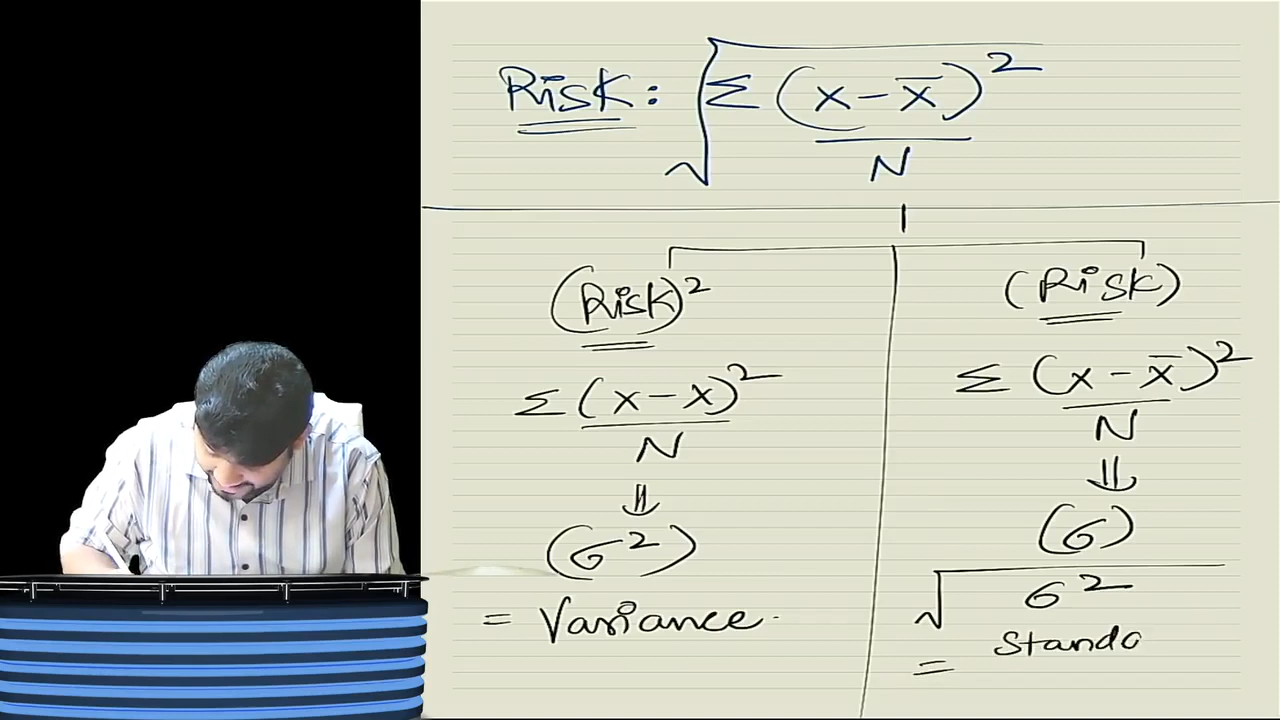 Risk: √Σ(x-x̄)²
N
(Risk)²
Σ(x-x)²
N
⇓
(σ²)
= Variance.
(Risk)
Σ(x-x̄)²
N
⇓
(σ)
√σ²
= Standa